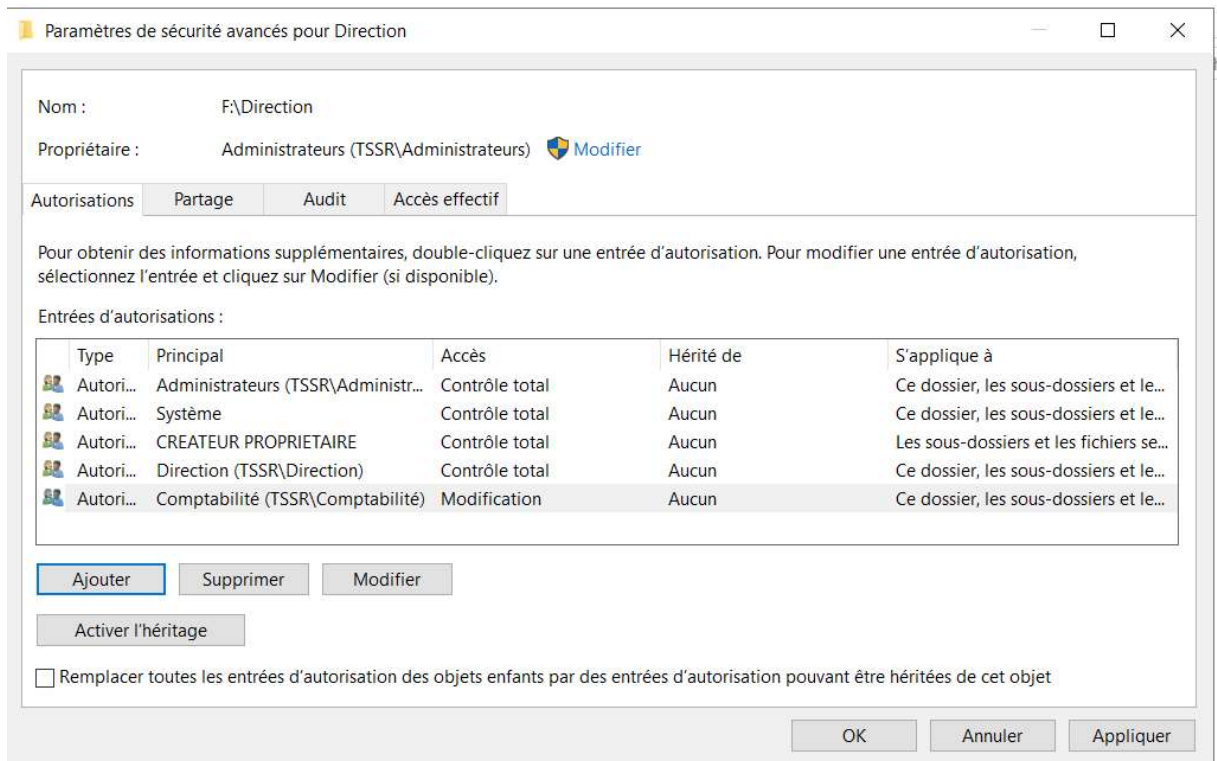 Paramètres de sécurité avancés pour Direction
Nom : F:\Direction
Propriétaire : Administrateurs (TSSR\Administrateurs) Modifier
Autorisations Partage Audit Accès effectif
Pour obtenir des informations supplémentaires, double-cliquez sur une entrée d'autorisation. Pour modifier une entrée d'autorisation,
sélectionnez l'entrée et cliquez sur Modifier (si disponible).
Entrées d'autorisations :
Type Principal Accès Hérité de S'applique à
Autori... Administrateurs (TSSR\Administr... Contrôle total Aucun Ce dossier, les sous-dossiers et le...
Autori... Système Contrôle total Aucun Ce dossier, les sous-dossiers et le...
Autori... CREATEUR PROPRIETAIRE Contrôle total Aucun Les sous-dossiers et les fichiers se...
Autori... Direction (TSSR\Direction) Contrôle total Aucun Ce dossier, les sous-dossiers et le...
Autori... Comptabilité (TSSR\Comptabilité) Modification Aucun Ce dossier, les sous-dossiers et le...
Ajouter Supprimer Modifier
Activer l'héritage
Remplacer toutes les entrées d'autorisation des objets enfants par des entrées d'autorisation pouvant être héritées de cet objet
OK Annuler Appliquer